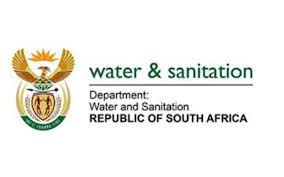 water & sanitation
Department:
Water and Sanitation
REPUBLIC OF SOUTH AFRICA